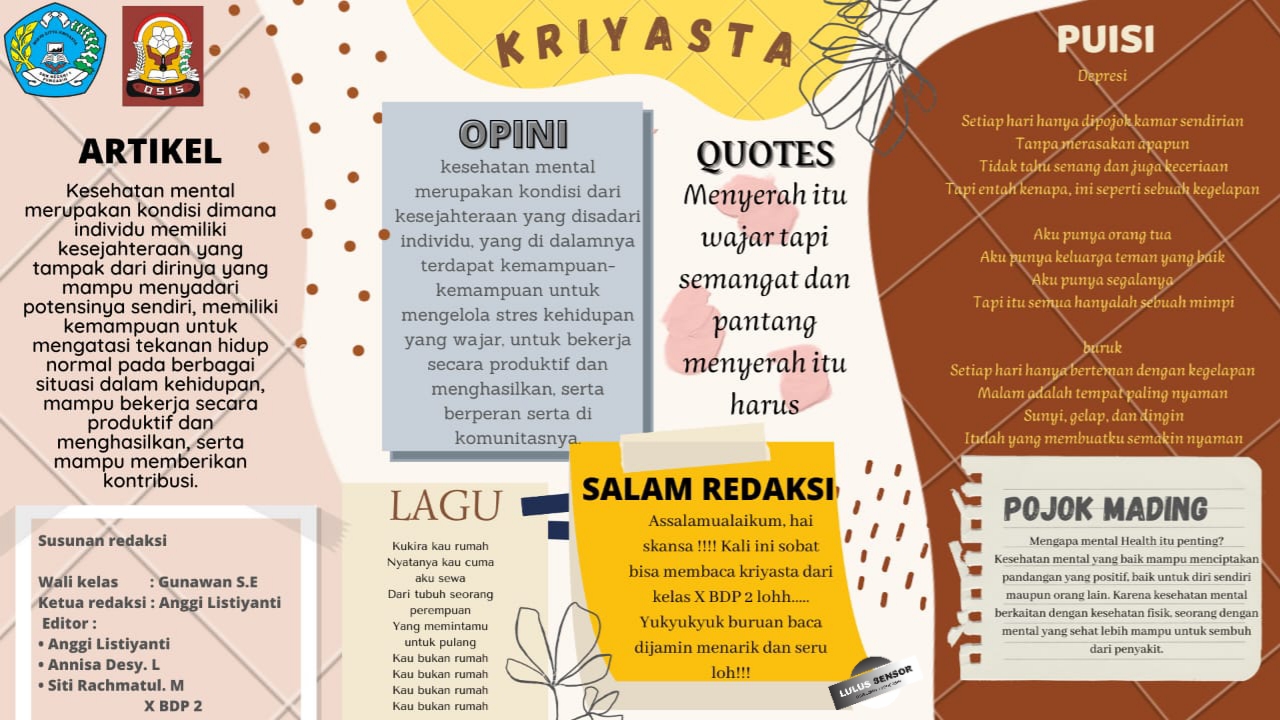 KRIYASTA
OSIS
ARTIKEL
Kesehatan mental
merupakan kondisi dimana
individu memiliki
kesejahteraan yang
tampak dari dirinya yang
mampu menyadari
potensinya sendiri, memiliki
kemampuan untuk
mengatasi tekanan hidup
normal pada berbagai
situasi dalam kehidupan,
mampu bekerja secara
produktif dan
menghasilkan, serta
mampu memberikan
kontribusi.
Susunan redaksi
Wali kelas : Gunawan S.E
Ketua redaksi : Anggi Listiyanti
Editor :
• Anggi Listiyanti
• Annisa Desy. L
• Siti Rachmatul. M
X BDP 2
OPINI
kesehatan mental
merupakan kondisi dari
kesejahteraan yang disadari
individu, yang di dalamnya
terdapat kemampuan-
kemampuan untuk
mengelola stres kehidupan
yang wajar, untuk bekerja
secara produktif dan
menghasilkan, serta
berperan serta di
komunitasnya.
LAGU
Kukira kau rumah
Nyatanya kau cuma
aku sewa
Dari tubuh seorang
perempuan
Yang memintamu
untuk pulang
Kau bukan rumah
Kau bukan rumah
Kau bukan rumah
Kau bukan rumah
QUOTES
Menyerah itu
wajar tapi
semangat dan
pantang
menyerah itu
harus
SALAM REDAKSI
Assalamualaikum, hai
skansa !!!! Kali ini sobat
bisa membaca kriyasta dari
kelas X BDP 2 lohh.....
Yukyukyuk buruan baca
dijamin menarik dan seru
loh!!!
LULUS SENSOR
PUISI
Depresi
Setiap hari hanya dipojok kamar sendirian
Tanpa merasakan apapun
Tidak tahu senang dan juga keceriaan
Tapi entah kenapa, ini seperti sebuah kegelapan
Aku punya orang tua
Aku punya keluarga teman yang baik
Aku punya segalanya
Tapi itu semua hanyalah sebuah mimpi
buruk
Setiap hari hanya berteman dengan kegelapan
Malam adalah tempat paling nyaman
Sunyi, gelap, dan dingin
Itulah yang membuatku semakin nyaman
POJOK MADING
Mengapa mental Health itu penting?
Kesehatan mental yang baik mampu menciptakan
pandangan yang positif, baik untuk diri sendiri
maupun orang lain. Karena kesehatan mental
berkaitan dengan kesehatan fisik, seorang dengan
mental yang sehat lebih mampu untuk sembuh
dari penyakit.